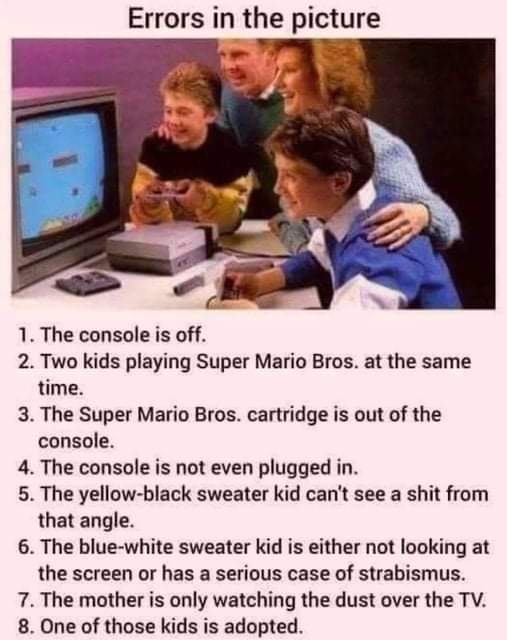 Errors in the picture
1. The console is off.
2. Two kids playing Super Mario Bros. at the same
time.
3. The Super Mario Bros. cartridge is out of the
console.
4. The console is not even plugged in.
5. The yellow-black sweater kid can't see a shit from
that angle.
6. The blue-white sweater kid is either not looking at
the screen or has a serious case of strabismus.
7. The mother is only watching the dust over the TV.
8. One of those kids is adopted.